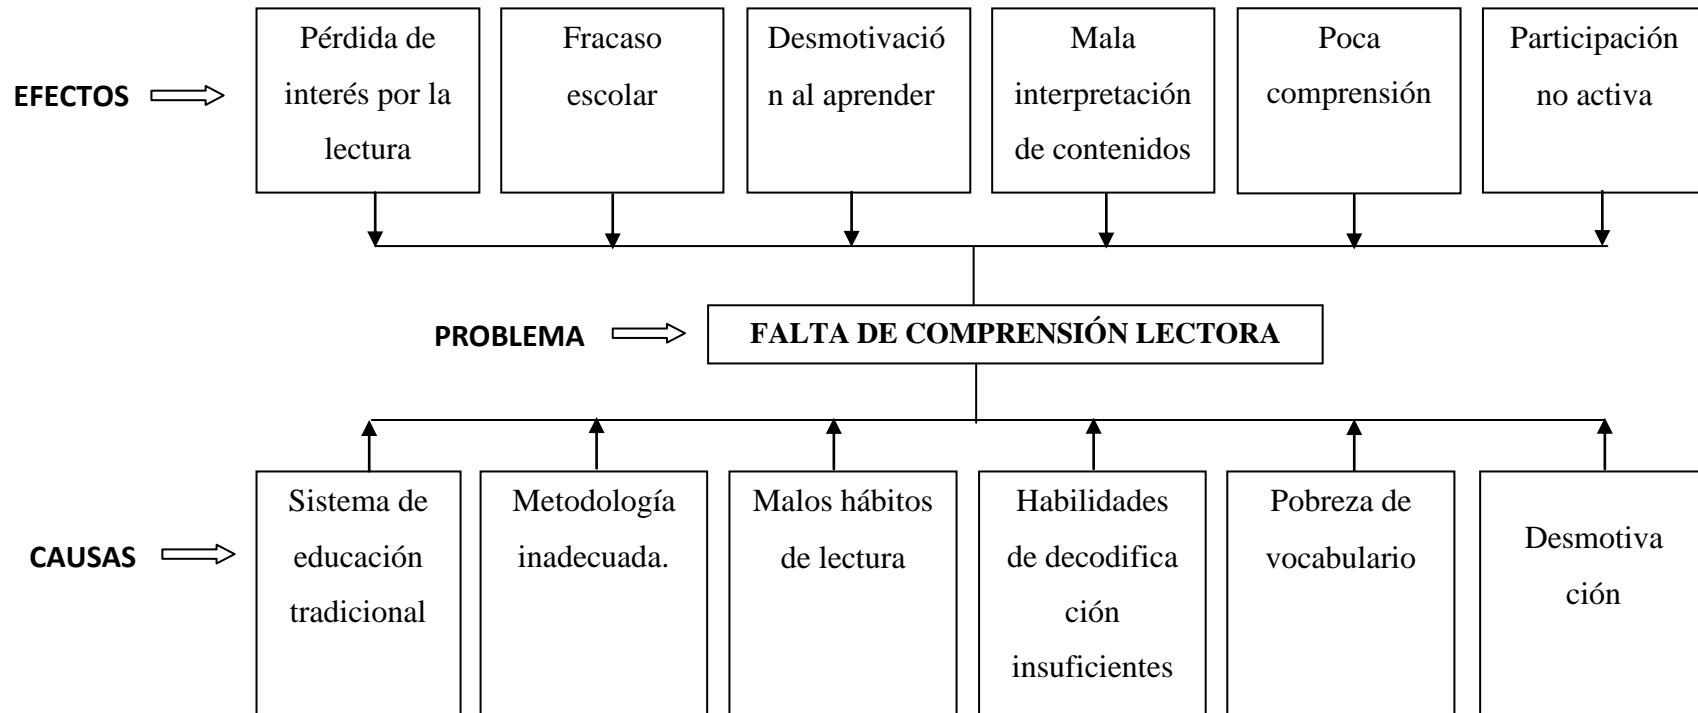 EFECTOS
Pérdida de
interés por la
lectura
Fracaso
escolar
Desmotivació
n al aprender
Mala
interpretación
de contenidos
Poca
comprensión
Participación
no activa
PROBLEMA
FALTA DE COMPRENSIÓN LECTORA
CAUSAS
Sistema de
educación
tradicional
Metodología
inadecuada.
Malos hábitos
de lectura
Habilidades
de decodifica
ción
insuficientes
Pobreza de
vocabulario
Desmotiva
ción